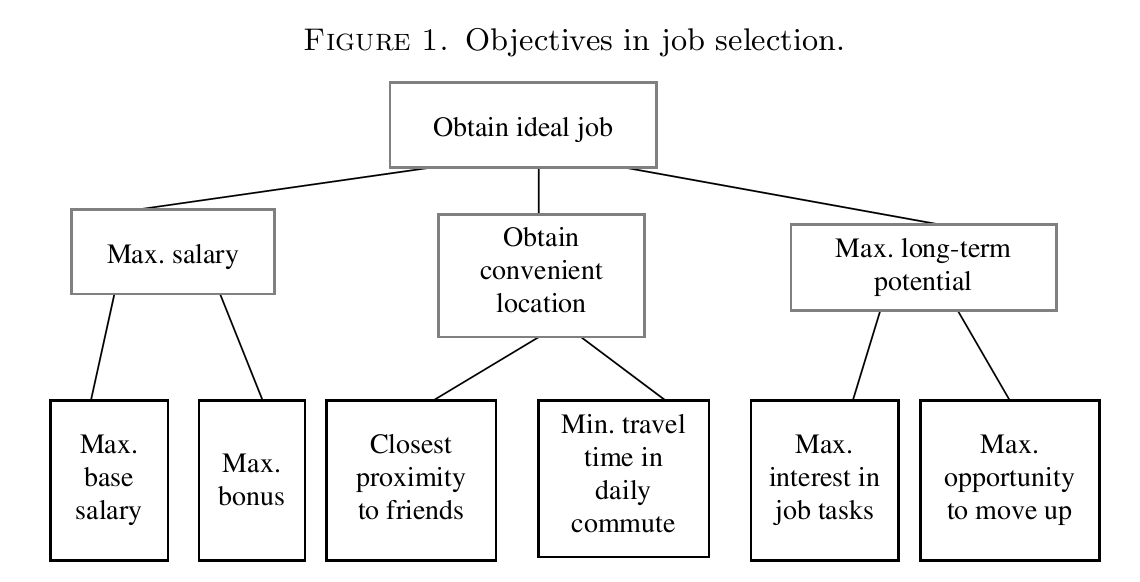 FIGURE 1. Objectives in job selection.
Obtain ideal job
Max. salary
Obtain
convenient
location
Max. long-term
potential
Max.
base
salary
Max.
bonus
Closest
proximity
to friends
Min. travel
time in
daily
commute
Max.
interest in
job tasks
Max.
opportunity
to move up